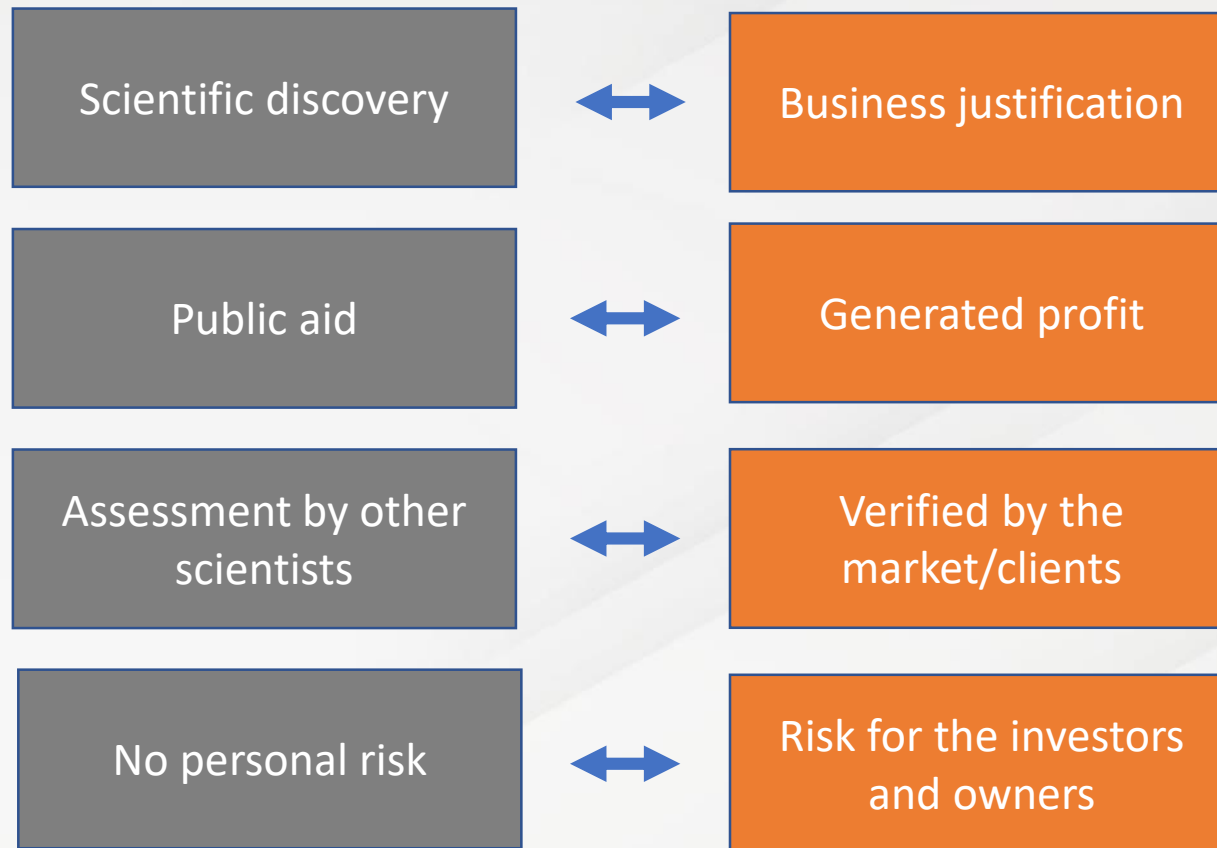 Scientific discovery
Business justification
Public aid
Generated profit
Assessment by other
scientists
Verified by the
market/clients
No personal risk
Risk for the investors
and owners